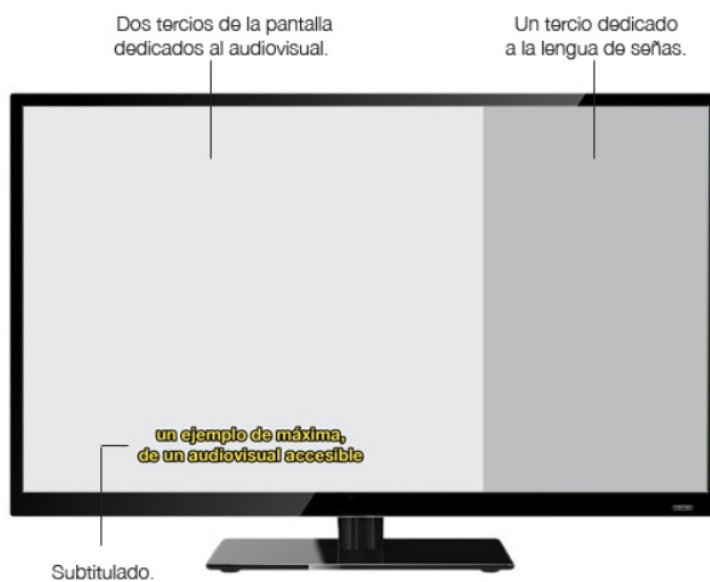 Dos tercios de la pantalla
dedicados al audiovisual.
Un tercio dedicado
a la lengua de señas.
un ejemplo de máxima,
de un audiovisual accesible
Subtitulado.